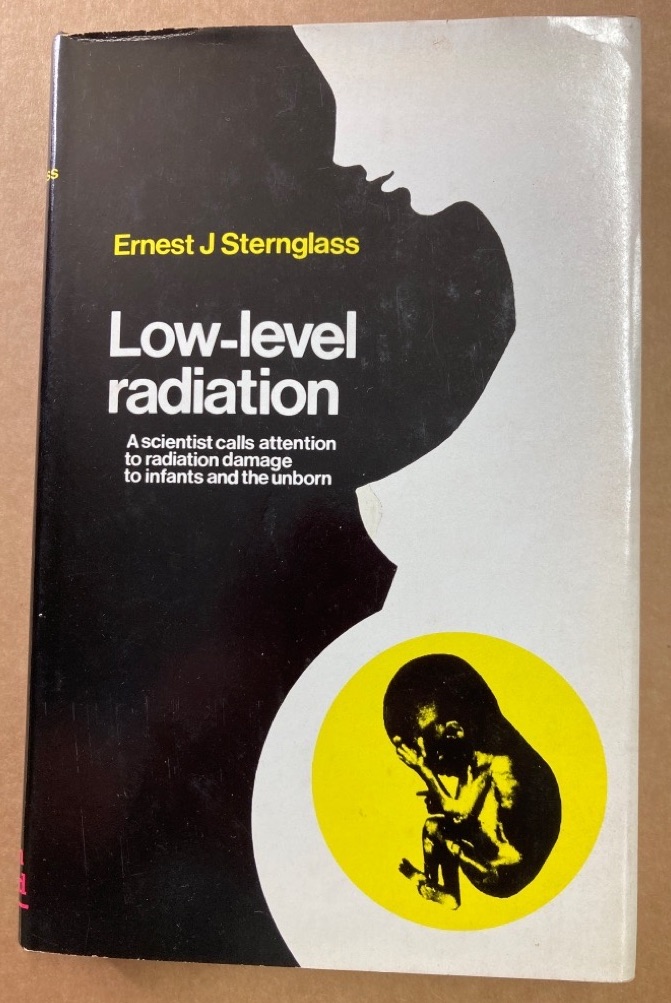 Ernest J Sternglass
Low-level
radiation
A scientist calls attention
to radiation damage
to infants and the unborn